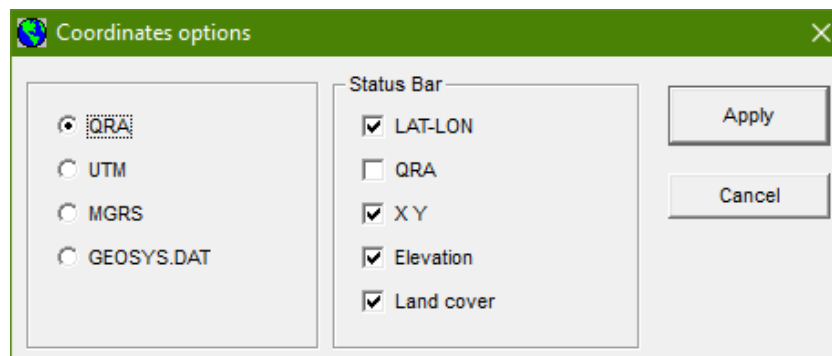 Coordinates options
QRA
UTM
MGRS
GEOSYS.DAT
Status Bar
LAT-LON
QRA
X Y
Elevation
Land cover
Apply
Cancel